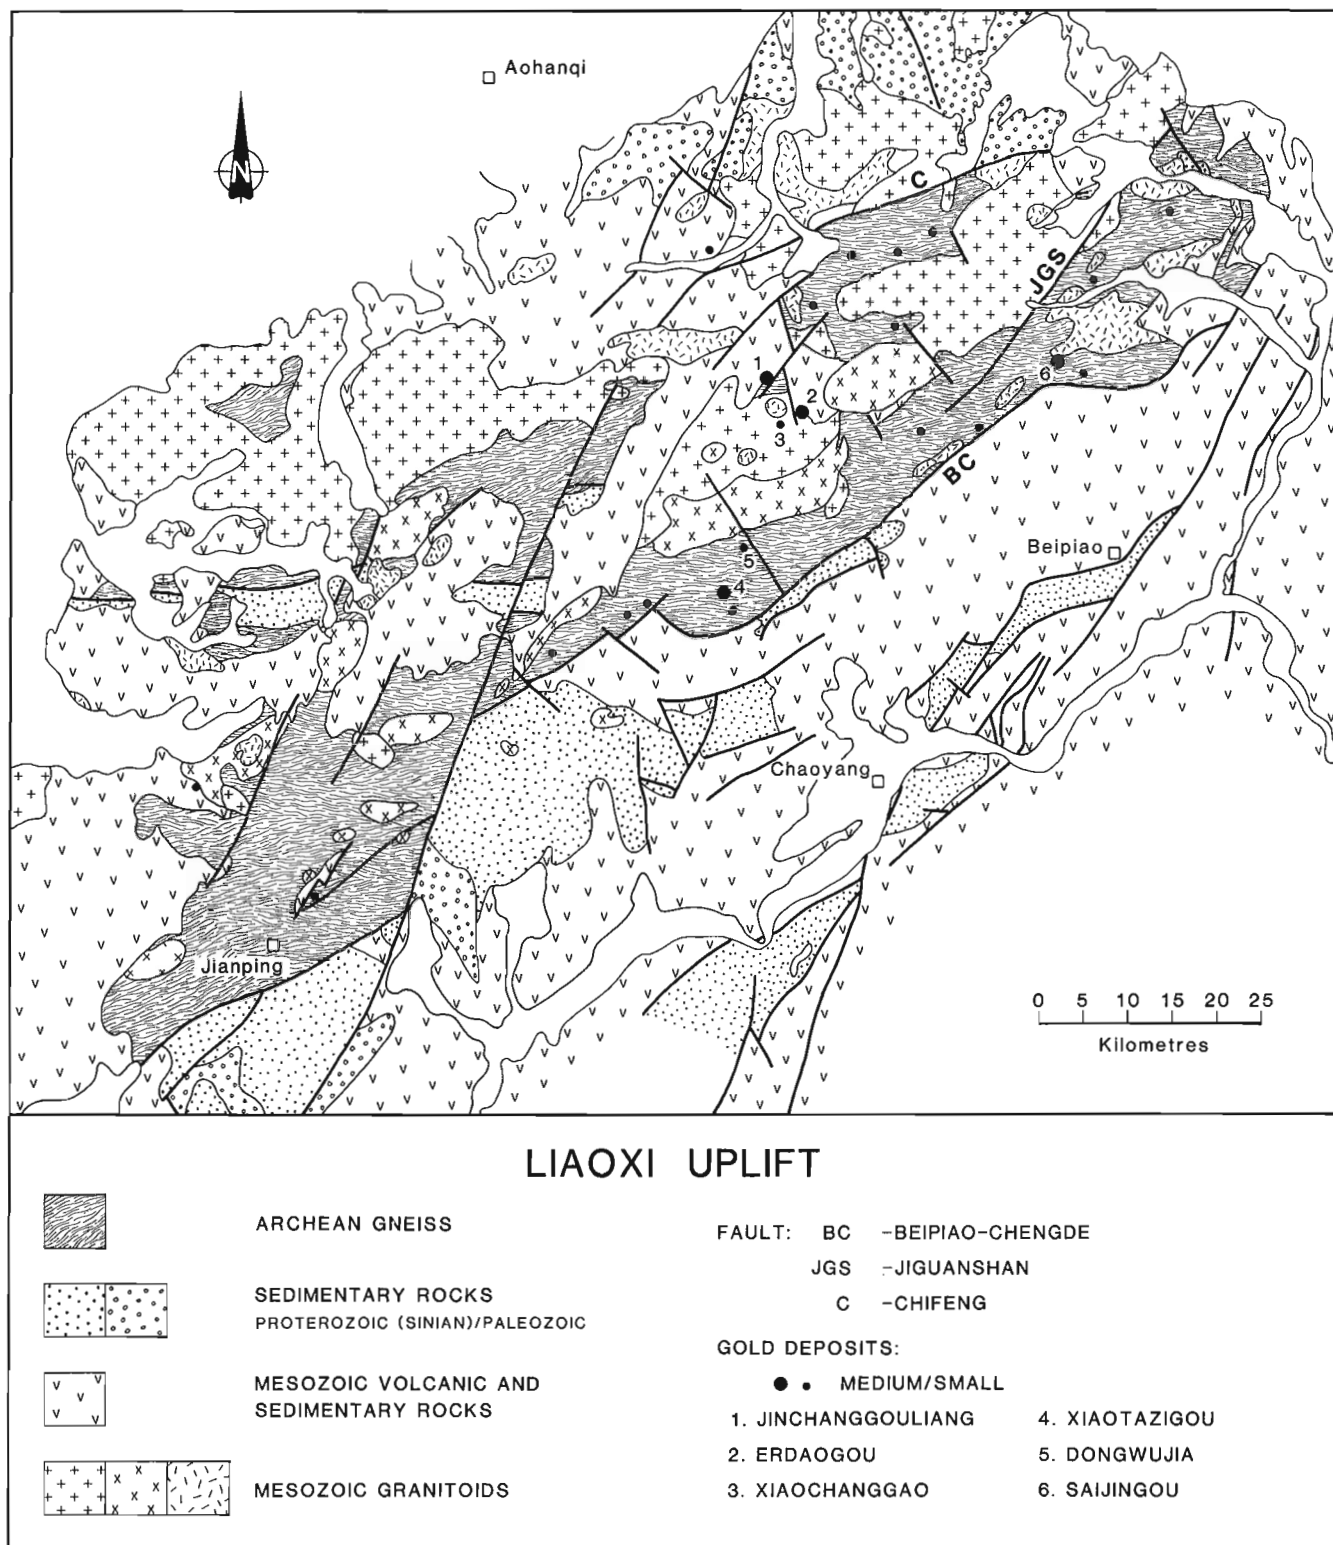 Aohanqi
N
C
JGS
1
2
3
6
BC
Beipiao
5
4
Chaoyang
Jianping
0 5 10 15 20 25
Kilometres
LIAOXI UPLIFT
ARCHEAN GNEISS
SEDIMENTARY ROCKS
PROTEROZOIC (SINIAN)/PALEOZOIC
MESOZOIC VOLCANIC AND
SEDIMENTARY ROCKS
MESOZOIC GRANITOIDS
FAULT: BC -BEIPIAO-CHENGDE
JGS -JIGUANSHAN
C -CHIFENG
GOLD DEPOSITS:
MEDIUM/SMALL
1. JINCHANGGOULIANG
2. ERDAOGOU
3. XIAOCHANGGAO
4. XIAOTAZIGOU
5. DONGWUJIA
6. SAIJINGOU